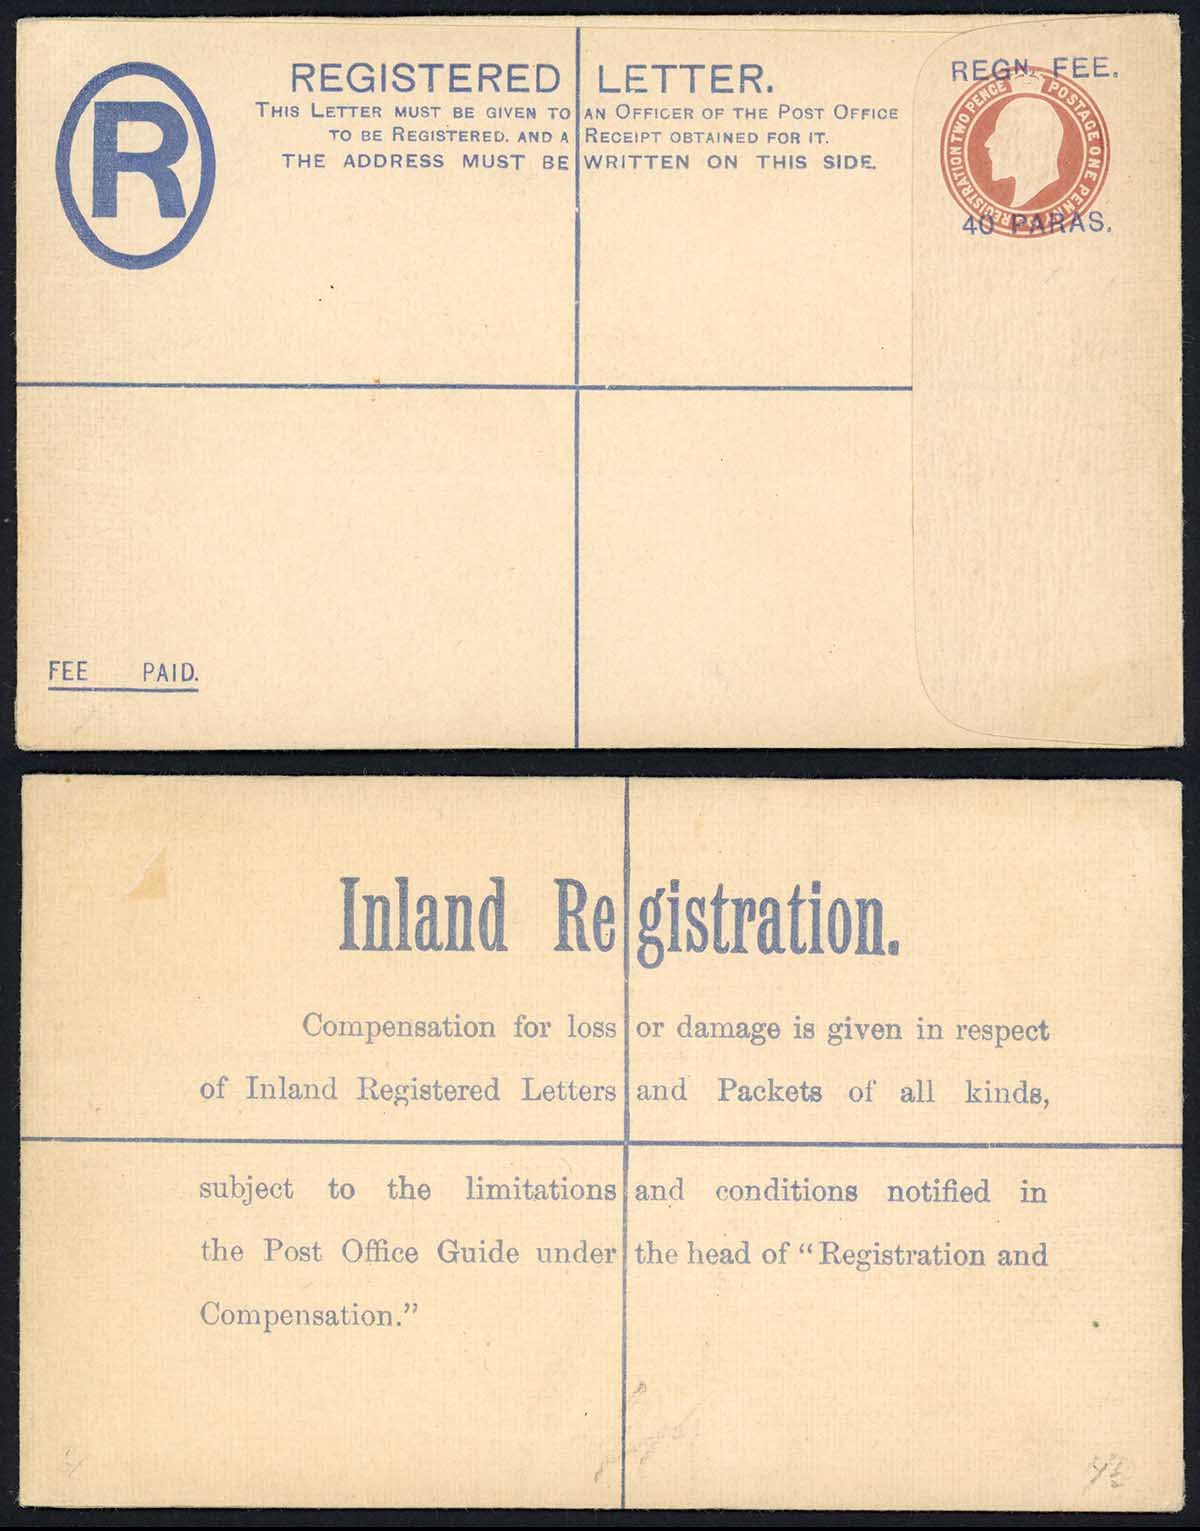 R
REGISTERED LETTER.
THIS LETTER MUST BE GIVEN TO AN OFFICER OF THE POST OFFICE
TO BE REGISTERED. AND A RECEIPT OBTAINED FOR IT.
THE ADDRESS MUST BE WRITTEN ON THIS SIDE.
REGN. FEE.
REGISTRATION TWO PENCE POSTAGE ONE PENNY
40 PARAS.
FEE PAID.
Inland Registration.
Compensation for loss or damage is given in respect
of Inland Registered Letters and Packets of all kinds,
subject to the limitations and conditions notified in
the Post Office Guide under the head of “Registration and
Compensation.”